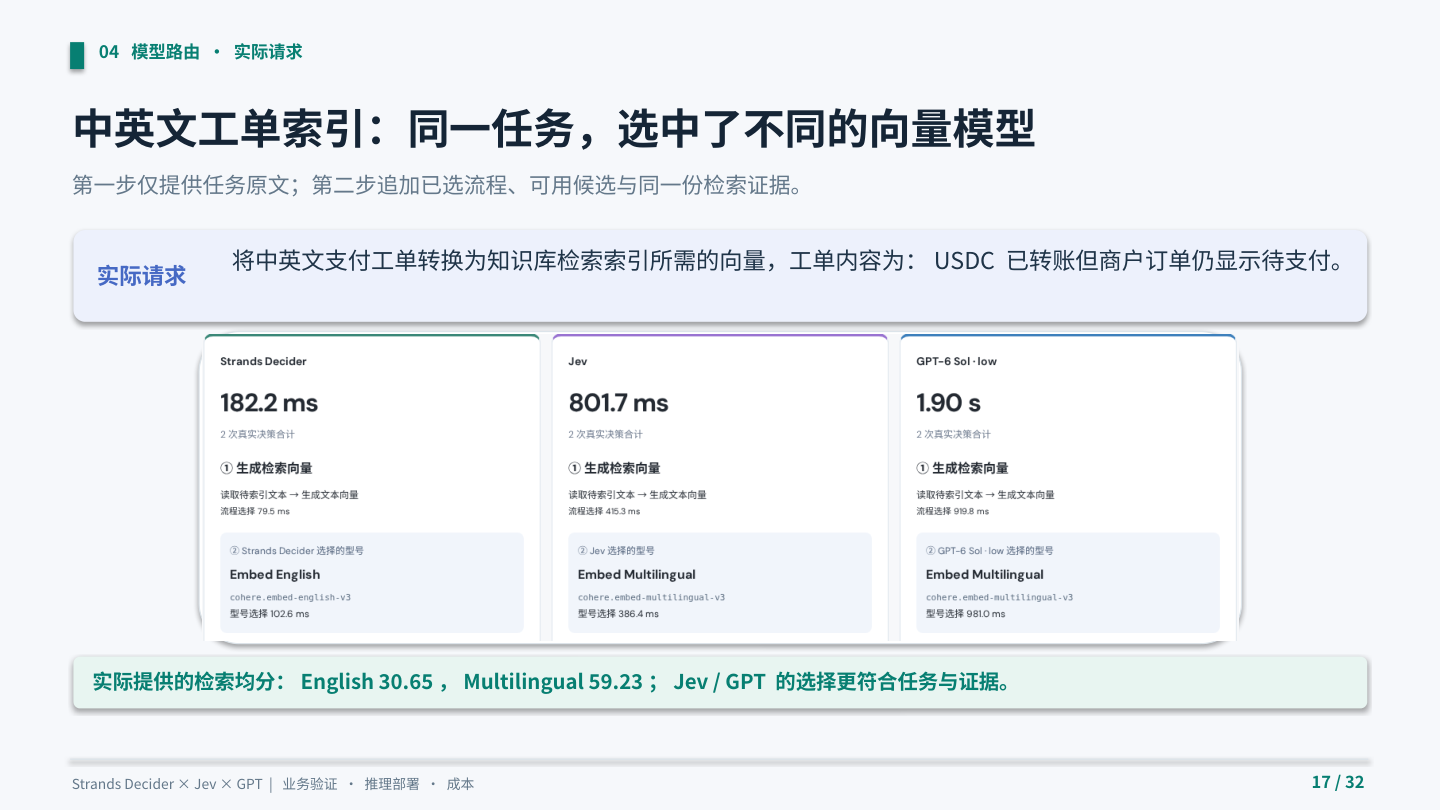 04 模型路由 · 实际请求
中英文工单索引：同一任务，选中了不同的向量模型
第一步仅提供任务原文；第二步追加已选流程、可用候选与同一份检索证据。
实际请求
将中英文支付工单转换为知识库检索索引所需的向量，工单内容为： USDC 已转账但商户订单仍显示待支付。
Strands Decider
182.2 ms
2 次真实决策合计
① 生成检索向量
读取待索引文本 → 生成文本向量
流程选择 79.5 ms
② Strands Decider 选择的型号
Embed English
cohere.embed-english-v3
型号选择 102.6 ms
Jev
801.7 ms
2 次真实决策合计
① 生成检索向量
读取待索引文本 → 生成文本向量
流程选择 415.3 ms
② Jev 选择的型号
Embed Multilingual
cohere.embed-multilingual-v3
型号选择 386.4 ms
GPT-6 Sol · low
1.90 s
2 次真实决策合计
① 生成检索向量
读取待索引文本 → 生成文本向量
流程选择 919.8 ms
② GPT-6 Sol · low 选择的型号
Embed Multilingual
cohere.embed-multilingual-v3
型号选择 981.0 ms
实际提供的检索均分： English 30.65 ， Multilingual 59.23 ； Jev / GPT 的选择更符合任务与证据。
Strands Decider × Jev × GPT | 业务验证 · 推理部署 · 成本
17 / 32